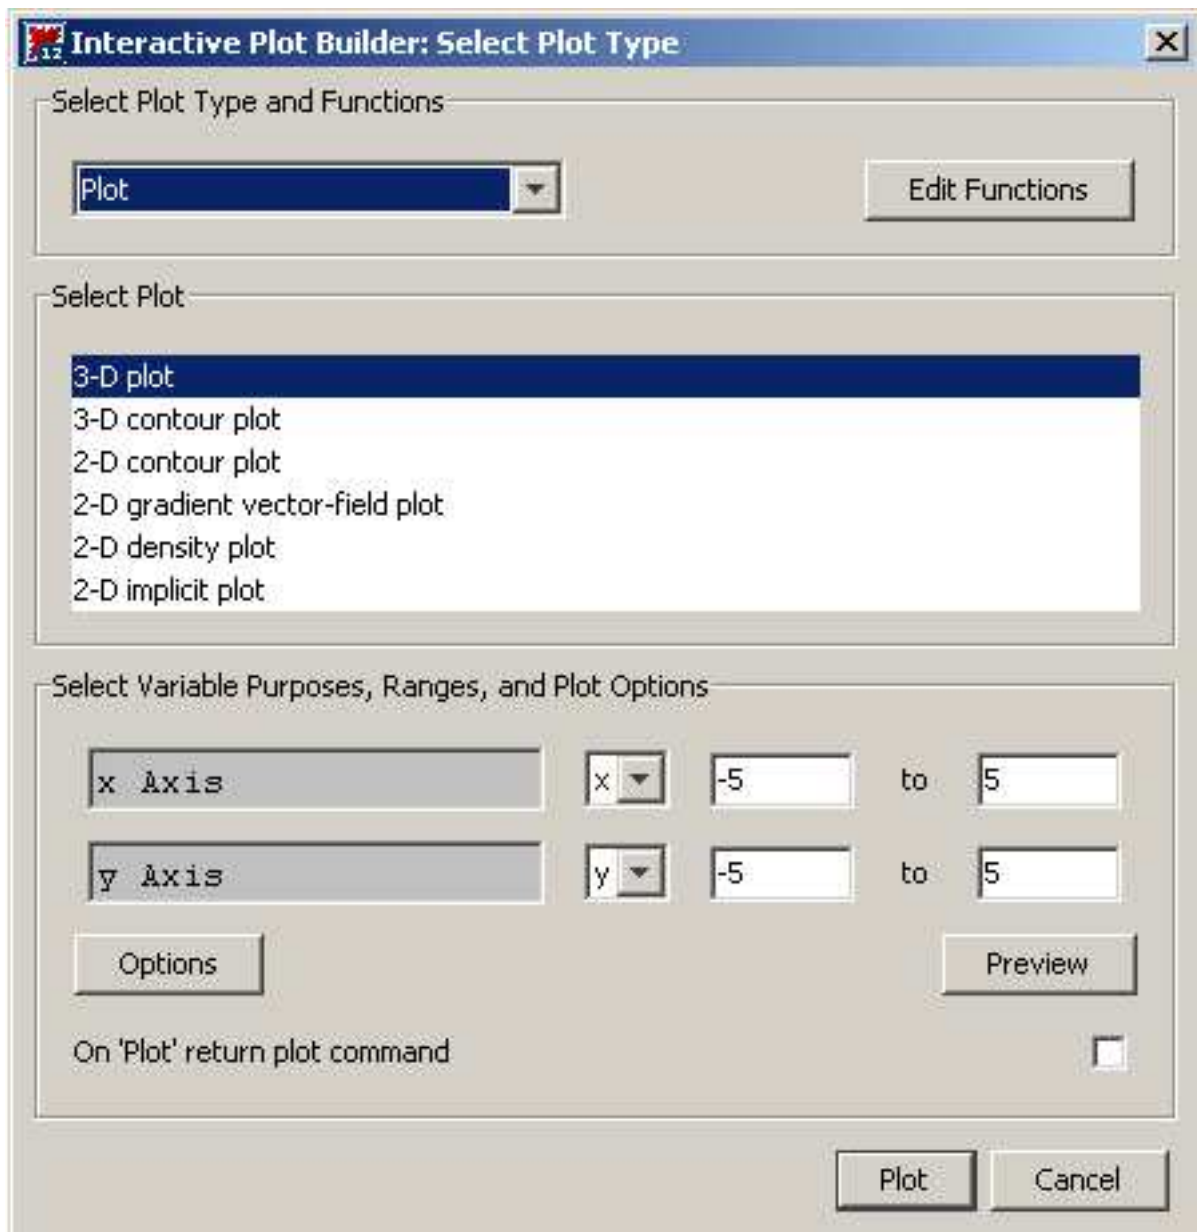 12 Interactive Plot Builder: Select Plot Type
Select Plot Type and Functions
Plot Edit Functions
Select Plot
3-D plot
3-D contour plot
2-D contour plot
2-D gradient vector-field plot
2-D density plot
2-D implicit plot
Select Variable Purposes, Ranges, and Plot Options
x Axis x -5 to 5
y Axis y -5 to 5
Options Preview
On 'Plot' return plot command
Plot Cancel